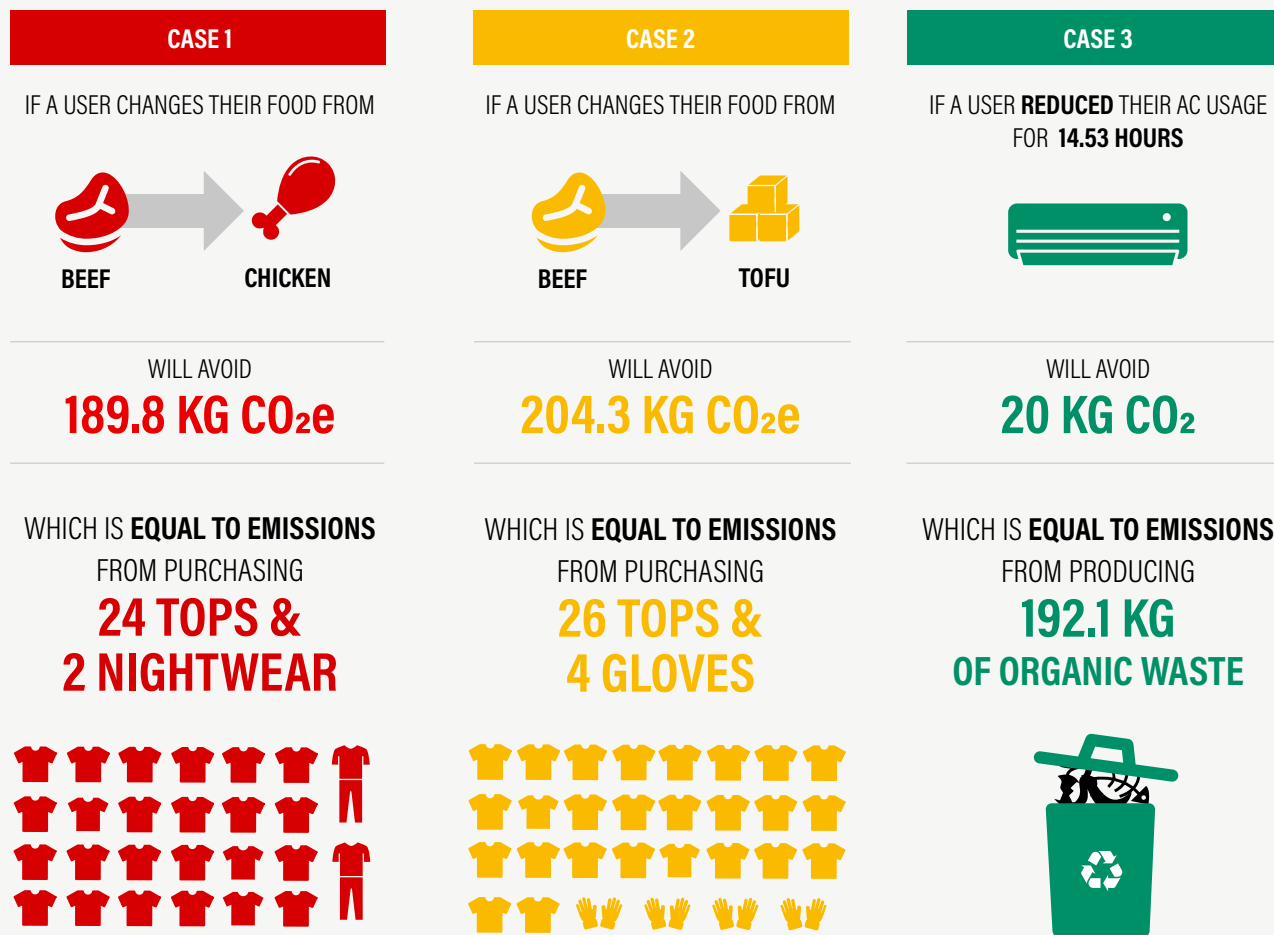 CASE 1
IF A USER CHANGES THEIR FOOD FROM
BEEF
CHICKEN
WILL AVOID
189.8 KG CO₂e
WHICH IS EQUAL TO EMISSIONS
FROM PURCHASING
24 TOPS &
2 NIGHTWEAR
CASE 2
IF A USER CHANGES THEIR FOOD FROM
BEEF
TOFU
WILL AVOID
204.3 KG CO₂e
WHICH IS EQUAL TO EMISSIONS
FROM PURCHASING
26 TOPS &
4 GLOVES
CASE 3
IF A USER REDUCED THEIR AC USAGE
FOR 14.53 HOURS
WILL AVOID
20 KG CO₂
WHICH IS EQUAL TO EMISSIONS
FROM PRODUCING
192.1 KG
OF ORGANIC WASTE